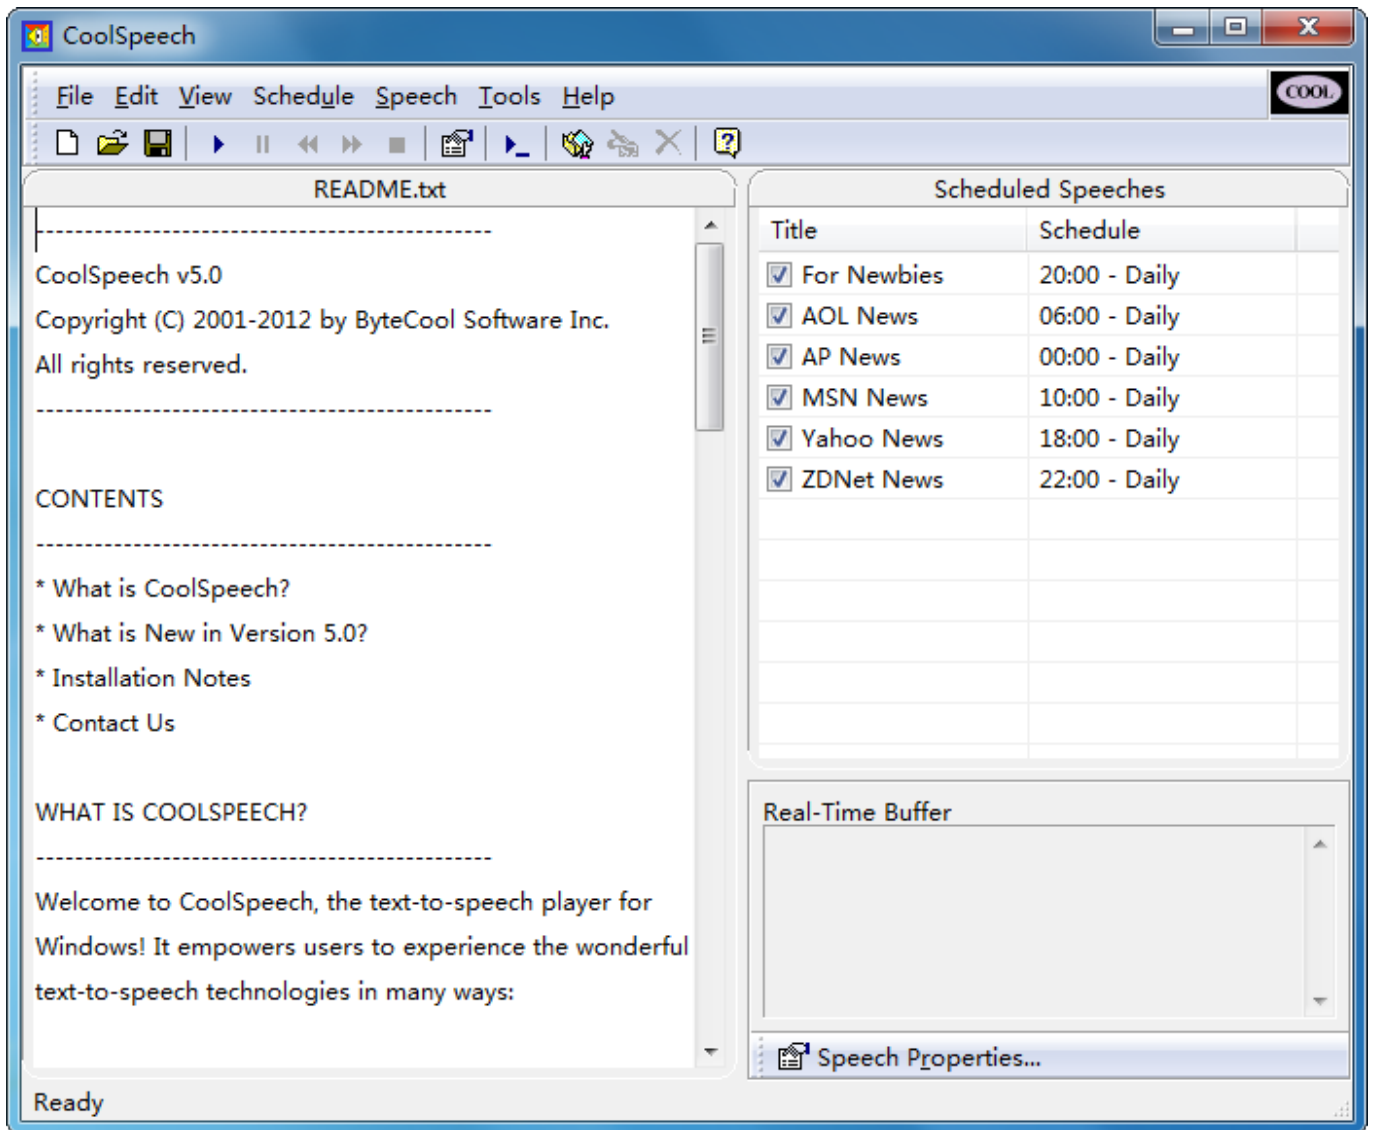 CoolSpeech
File Edit View Schedule Speech Tools Help
COOL
README.txt
-----------------------------------------------
CoolSpeech v5.0
Copyright (C) 2001-2012 by ByteCool Software Inc.
All rights reserved.
-----------------------------------------------
CONTENTS
-----------------------------------------------
* What is CoolSpeech?
* What is New in Version 5.0?
* Installation Notes
* Contact Us
WHAT IS COOLSPEECH?
-----------------------------------------------
Welcome to CoolSpeech, the text-to-speech player for
Windows! It empowers users to experience the wonderful
text-to-speech technologies in many ways:
Scheduled Speeches
Title Schedule
For Newbies 20:00 - Daily
AOL News 06:00 - Daily
AP News 00:00 - Daily
MSN News 10:00 - Daily
Yahoo News 18:00 - Daily
ZDNet News 22:00 - Daily
Real-Time Buffer
Speech Properties...
Ready